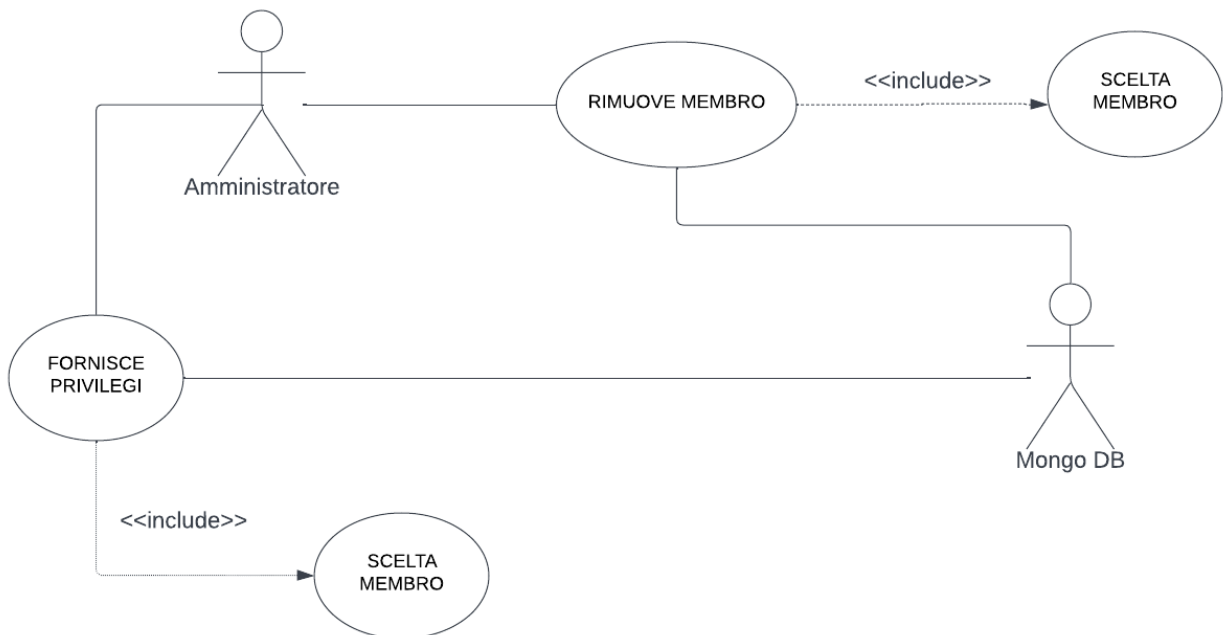 <<include>>
SCELTA
MEMBRO
RIMUOVE MEMBRO
Amministratore
FORNISCE
PRIVILEGI
Mongo DB
<<include>>
SCELTA
MEMBRO